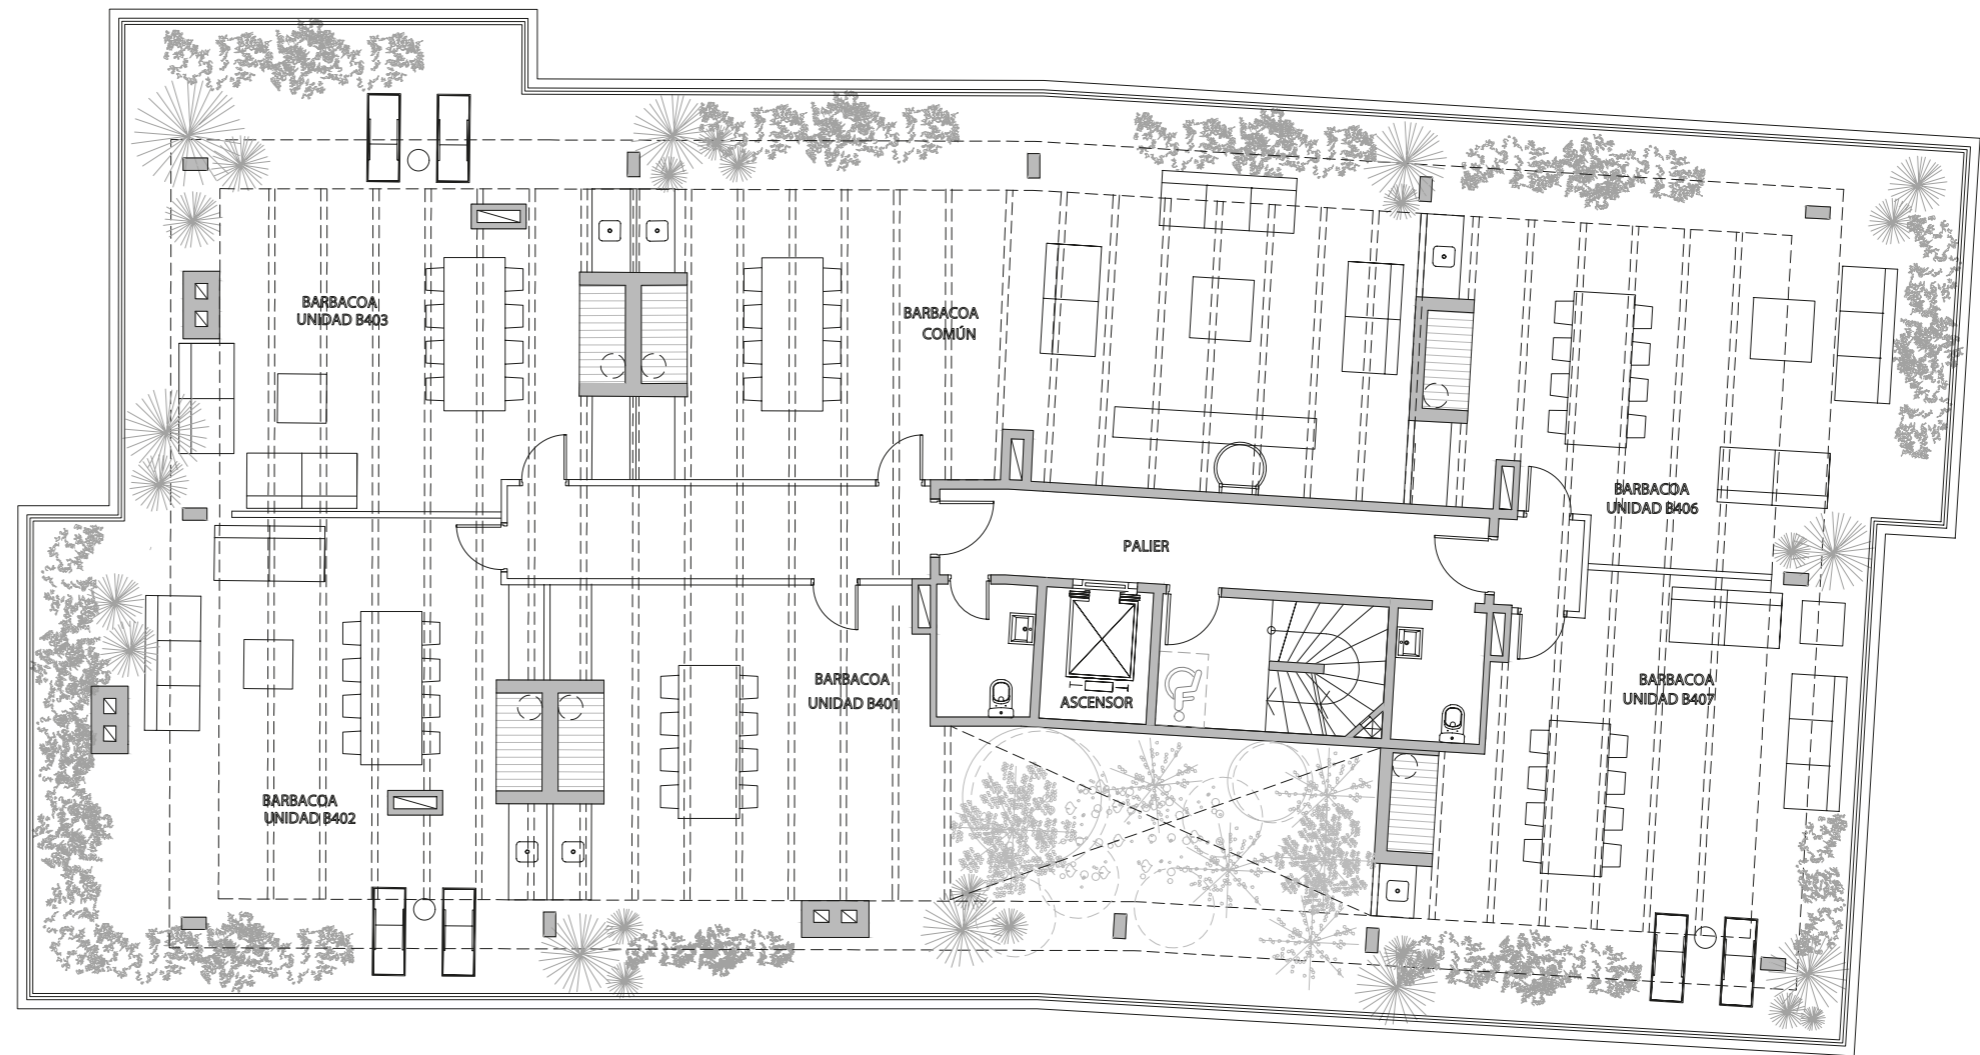 BARBACOA
UNIDAD B403
BARBACOA
COMÚN
BARBACOA
UNIDAD B406
PALIER
BARBACOA
UNIDAD B401
ASCENSOR
BARBACOA
UNIDAD B407
BARBACOA
UNIDAD B402